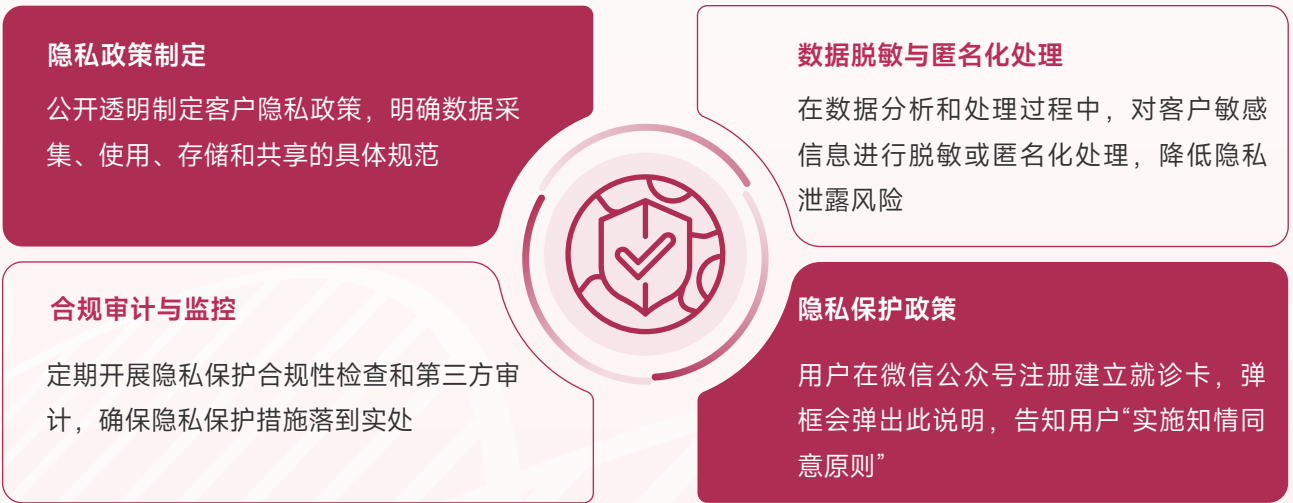 隐私政策制定
公开透明制定客户隐私政策，明确数据采
集、使用、存储和共享的具体规范
数据脱敏与匿名化处理
在数据分析和处理过程中，对客户敏感
信息进行脱敏或匿名化处理，降低隐私
泄露风险
合规审计与监控
定期开展隐私保护合规性检查和第三方审
计，确保隐私保护措施落到实处
隐私保护政策
用户在微信公众号注册建立就诊卡，弹
框会弹出此说明，告知用户“实施知情同
意原则”